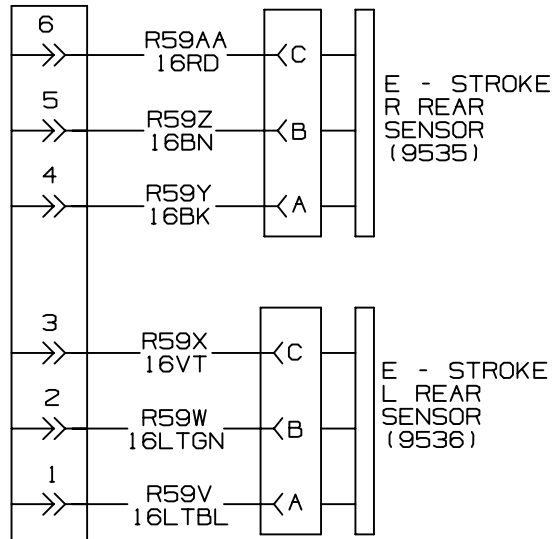 6
R59AA
16RD
C
5
R59Z
16BN
B
4
R59Y
16BK
A
E - STROKE
R REAR
SENSOR
(9535)
3
R59X
16VT
C
2
R59W
16LTGN
B
1
R59V
16LTBL
A
E - STROKE
L REAR
SENSOR
(9536)